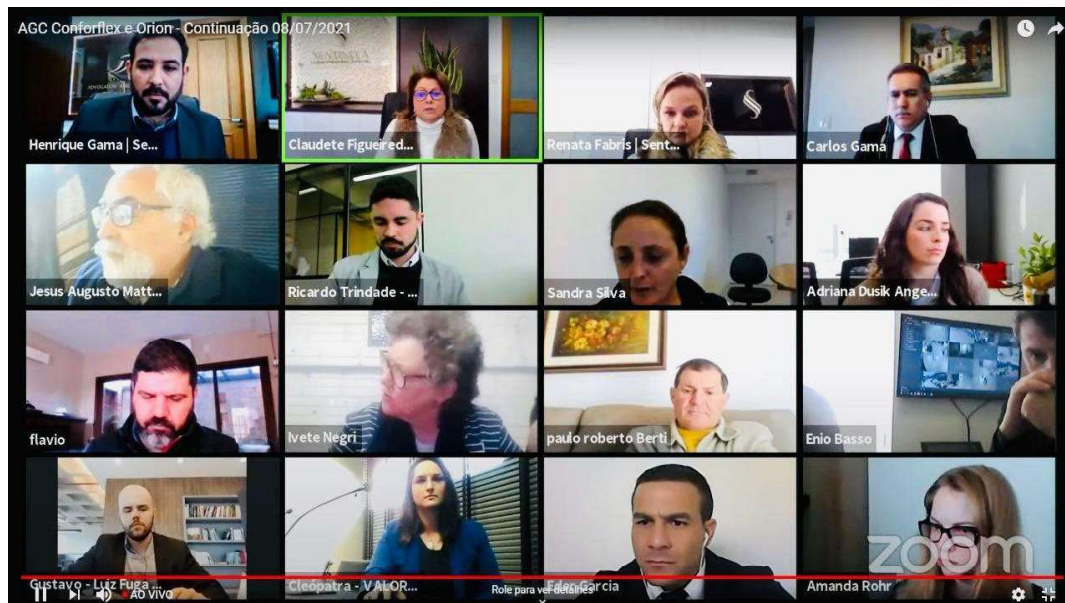 AGC Conforflex e Orion - Continuação 08/07/2021
SENTINELA
Henrique Gama | Se...
Claudete Figueired...
Renata Fabris | Sent...
Carlos Gama
Jesus Augusto Matt...
Ricardo Trindade - ...
Sandra Silva
Adriana Dusik Ange...
flavio
Ivete Negri
paulo roberto Berti
Enio Basso
zoom
Gustavo - Luiz Fuga ...
Cleópatra - VALOR...
Eder Garcia
Amanda Rohr
AO VIVO
Role para ver detalhes